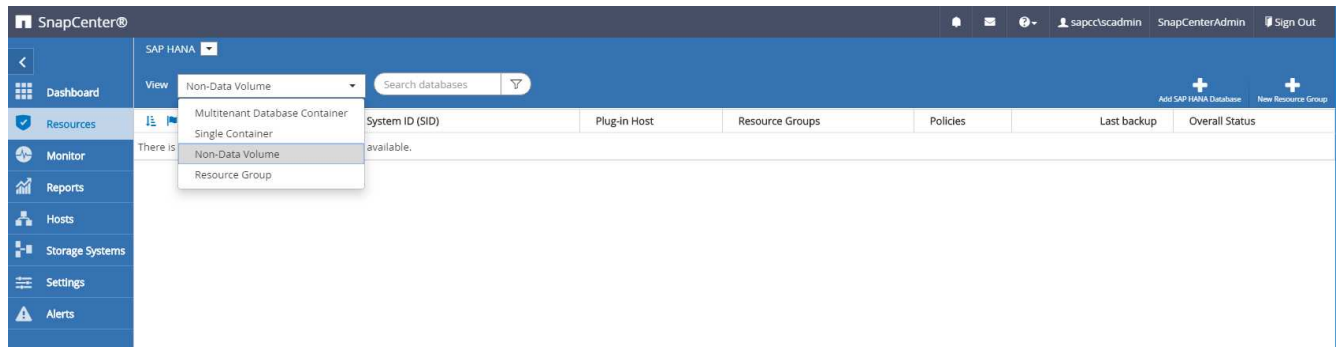 SnapCenter®
sapcc\scadmin SnapCenterAdmin Sign Out
SAP HANA
View Non-Data Volume Search databases
Add SAP HANA Database New Resource Group
Dashboard
Resources
Monitor
Reports
Hosts
Storage Systems
Settings
Alerts
Multitenant Database Container
Single Container
Non-Data Volume
Resource Group
System ID (SID) Plug-in Host Resource Groups Policies Last backup Overall Status
There is available.